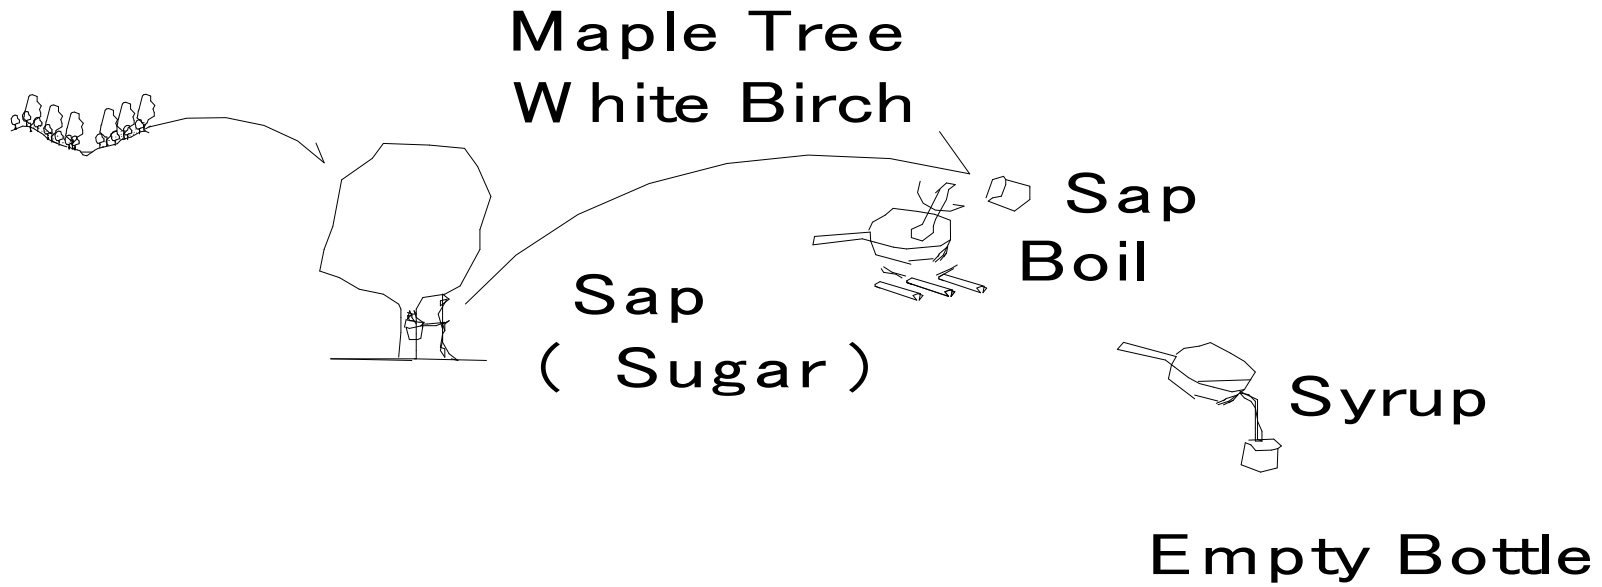 Maple Tree
White Birch
Sap
Boil
Sap
( Sugar )
Syrup
Empty Bottle